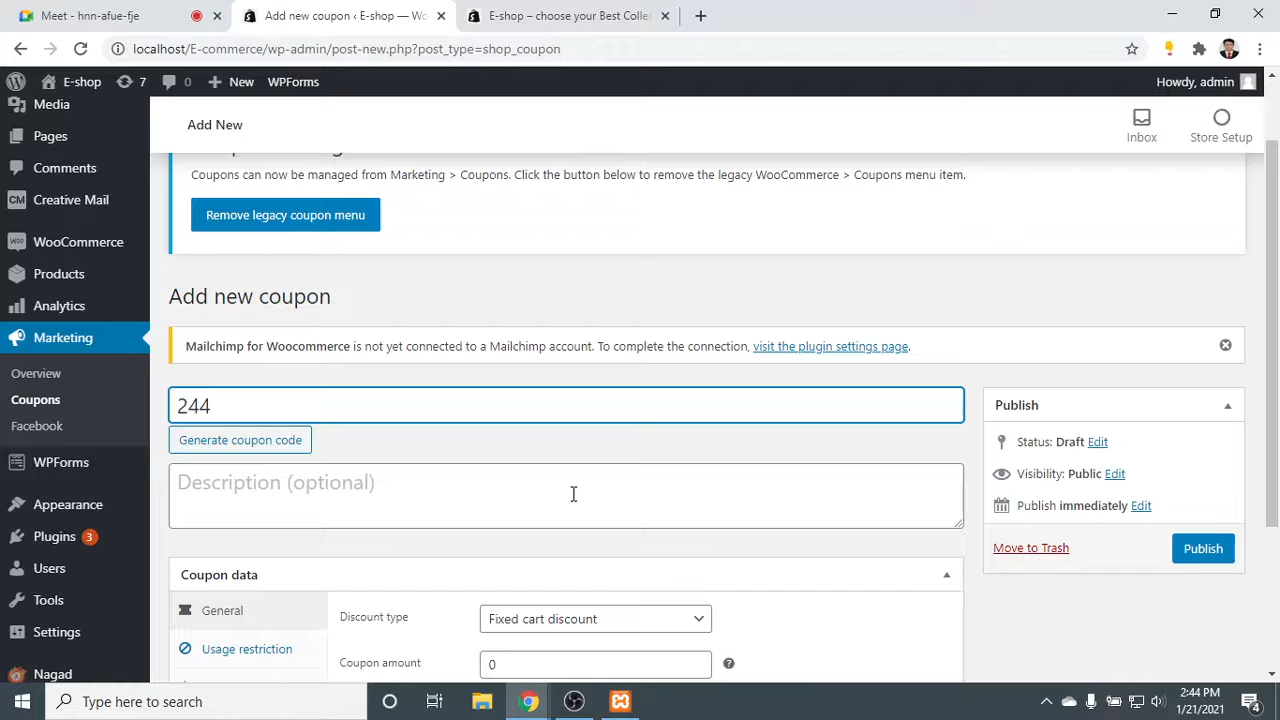 Meet - hnn-afue-fje
Add new coupon ‹ E-shop — Wo
E-shop – choose your Best Colle
localhost/E-commerce/wp-admin/post-new.php?post_type=shop_coupon
E-shop
7
0
New
WPForms
Howdy, admin
Media
Pages
Comments
CM
Creative Mail
WOO
WooCommerce
Products
Analytics
Marketing
Overview
Coupons
Facebook
WPForms
Appearance
Plugins
3
Users
Tools
Settings
Nagad
Add New
Inbox
Store Setup
Coupons can now be managed from Marketing > Coupons. Click the button below to remove the legacy WooCommerce > Coupons menu item.
Remove legacy coupon menu
Add new coupon
Mailchimp for Woocommerce is not yet connected to a Mailchimp account. To complete the connection, visit the plugin settings page.
244
Generate coupon code
Description (optional)
Coupon data
General
Usage restriction
Discount type
Fixed cart discount
Coupon amount
0
Publish
Status: Draft Edit
Visibility: Public Edit
Publish immediately Edit
Move to Trash
Publish
Type here to search
2:44 PM
1/21/2021
4